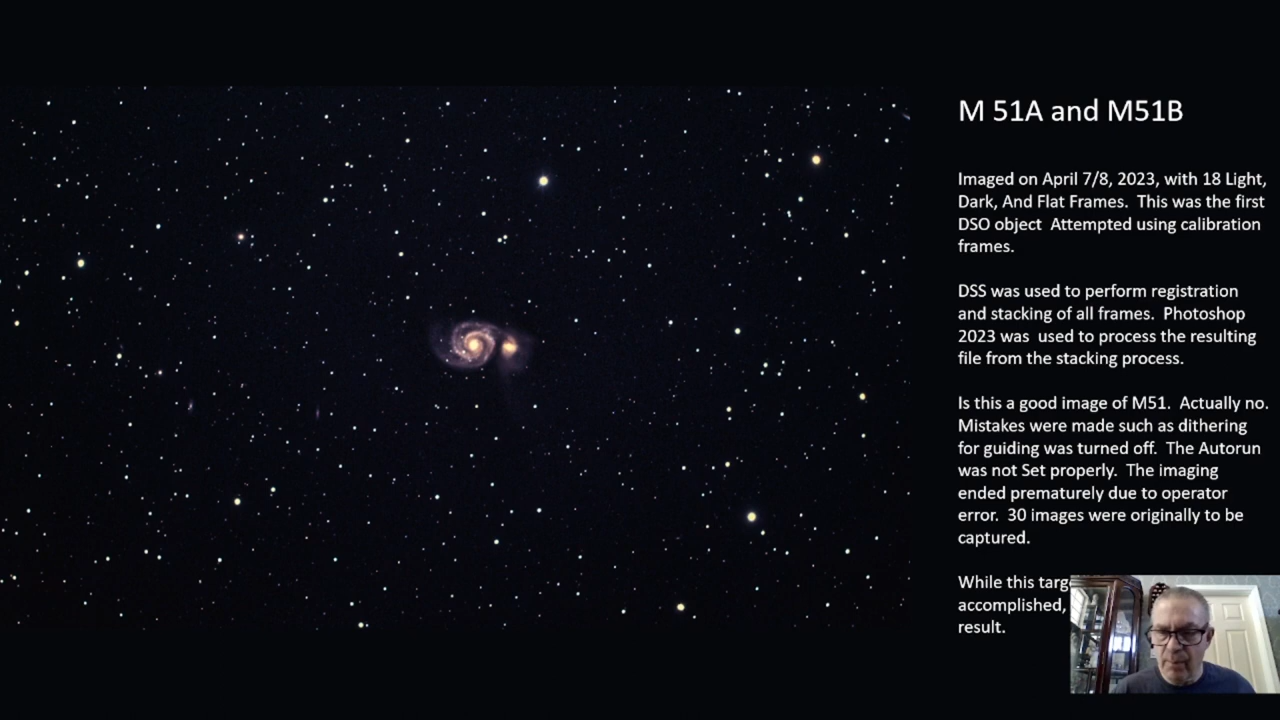 M 51A and M51B
Imaged on April 7/8, 2023, with 18 Light,
Dark, And Flat Frames.  This was the first
DSO object  Attempted using calibration
frames.
DSS was used to perform registration
and stacking of all frames.  Photoshop
2023 was  used to process the resulting
file from the stacking process.
Is this a good image of M51.  Actually no.
Mistakes were made such as dithering
for guiding was turned off.  The Autorun
was not Set properly.  The imaging
ended prematurely due to operator
error.  30 images were originally to be
captured.
While this
accomplished,
result.